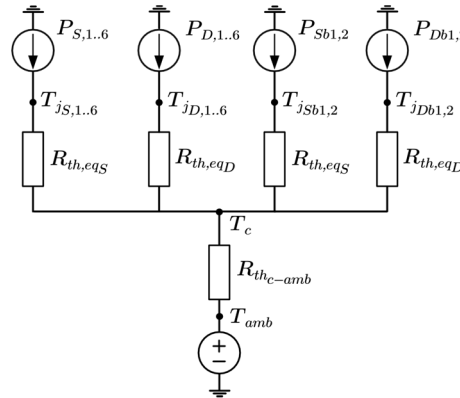 P_{S,1..6} P_{D,1..6} P_{Sb1,2} P_{Db1,
T_{j_{S,1..6}} T_{j_{D,1..6}} T_{j_{Sb1,2}} T_{j_{Db1,2}}
R_{th,eq_S} R_{th,eq_D} R_{th,eq_S} R_{th,eq_D}
T_c
R_{th_{c-amb}}
T_{amb}
+
−